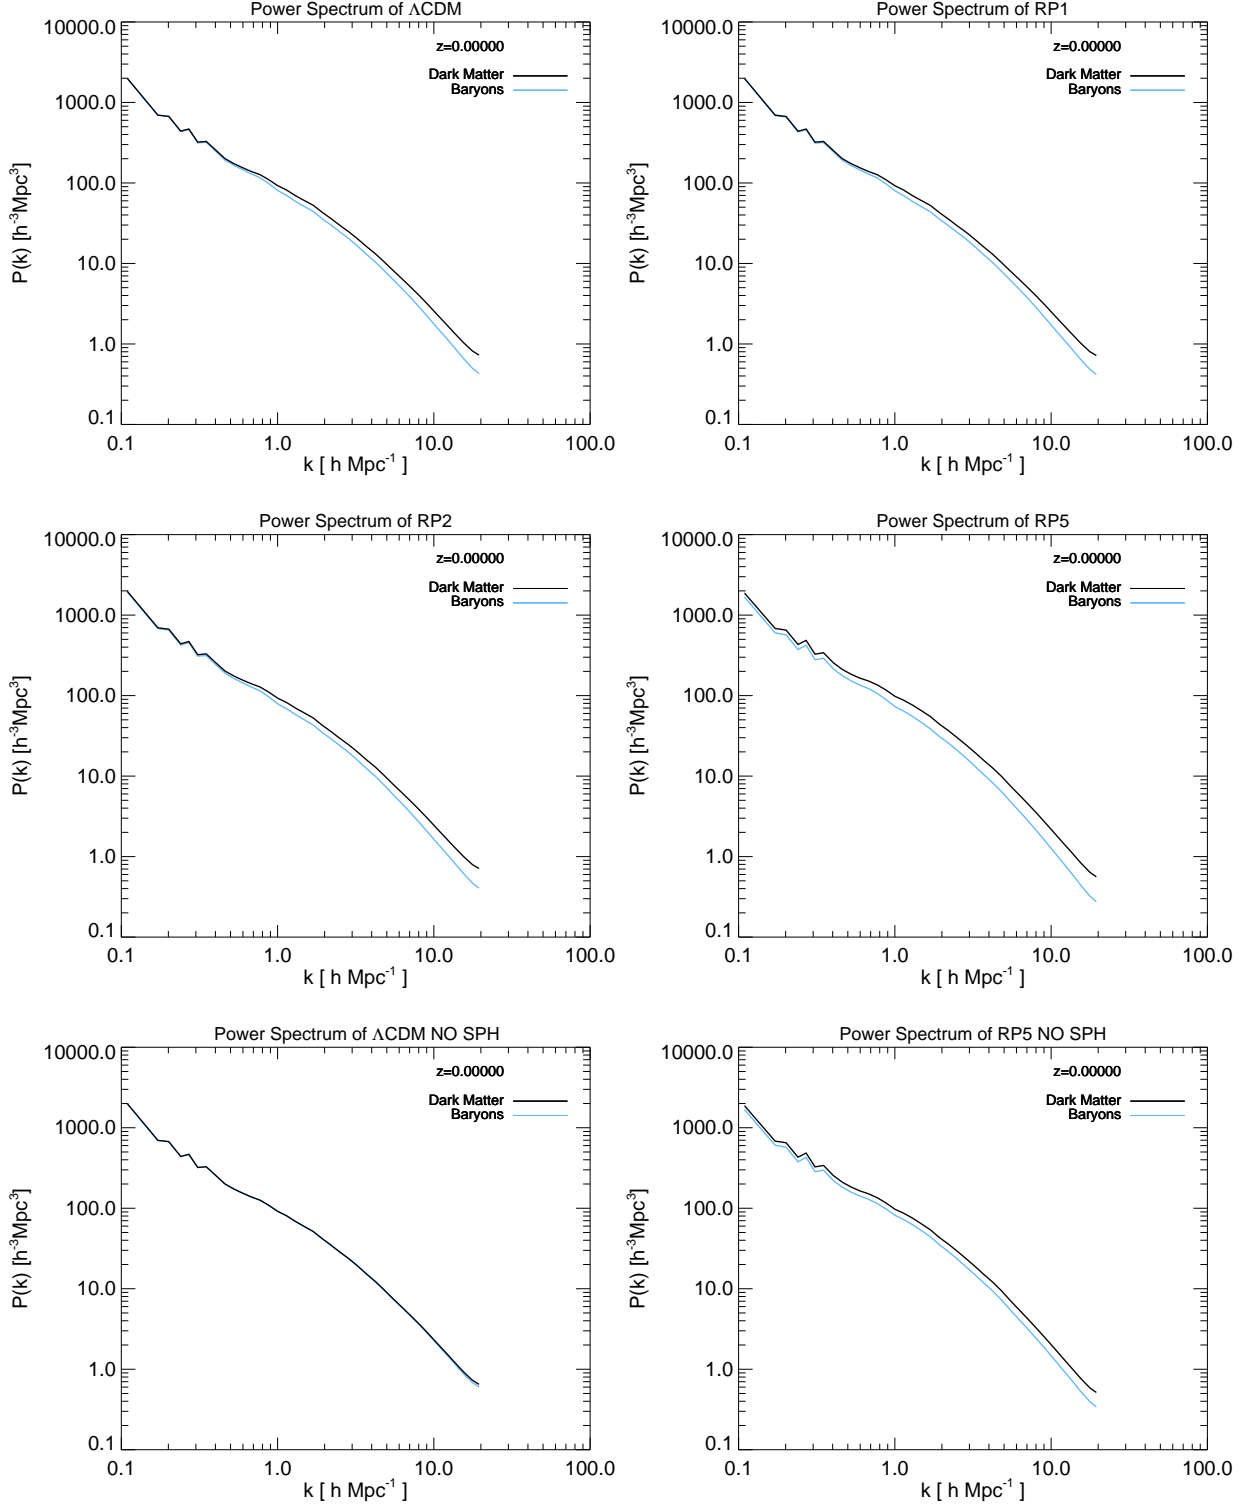 Power Spectrum of ΛCDM
10000.0
1000.0
100.0
10.0
1.0
0.1
P(k) [h⁻³Mpc³]
z=0.00000
Dark Matter
Baryons
0.1 1.0 10.0 100.0
k [ h Mpc⁻¹ ]
Power Spectrum of RP1
10000.0
1000.0
100.0
10.0
1.0
0.1
P(k) [h⁻³Mpc³]
z=0.00000
Dark Matter
Baryons
0.1 1.0 10.0 100.0
k [ h Mpc⁻¹ ]
Power Spectrum of RP2
10000.0
1000.0
100.0
10.0
1.0
0.1
P(k) [h⁻³Mpc³]
z=0.00000
Dark Matter
Baryons
0.1 1.0 10.0 100.0
k [ h Mpc⁻¹ ]
Power Spectrum of RP5
10000.0
1000.0
100.0
10.0
1.0
0.1
P(k) [h⁻³Mpc³]
z=0.00000
Dark Matter
Baryons
0.1 1.0 10.0 100.0
k [ h Mpc⁻¹ ]
Power Spectrum of ΛCDM NO SPH
10000.0
1000.0
100.0
10.0
1.0
0.1
P(k) [h⁻³Mpc³]
z=0.00000
Dark Matter
Baryons
0.1 1.0 10.0 100.0
k [ h Mpc⁻¹ ]
Power Spectrum of RP5 NO SPH
10000.0
1000.0
100.0
10.0
1.0
0.1
P(k) [h⁻³Mpc³]
z=0.00000
Dark Matter
Baryons
0.1 1.0 10.0 100.0
k [ h Mpc⁻¹ ]